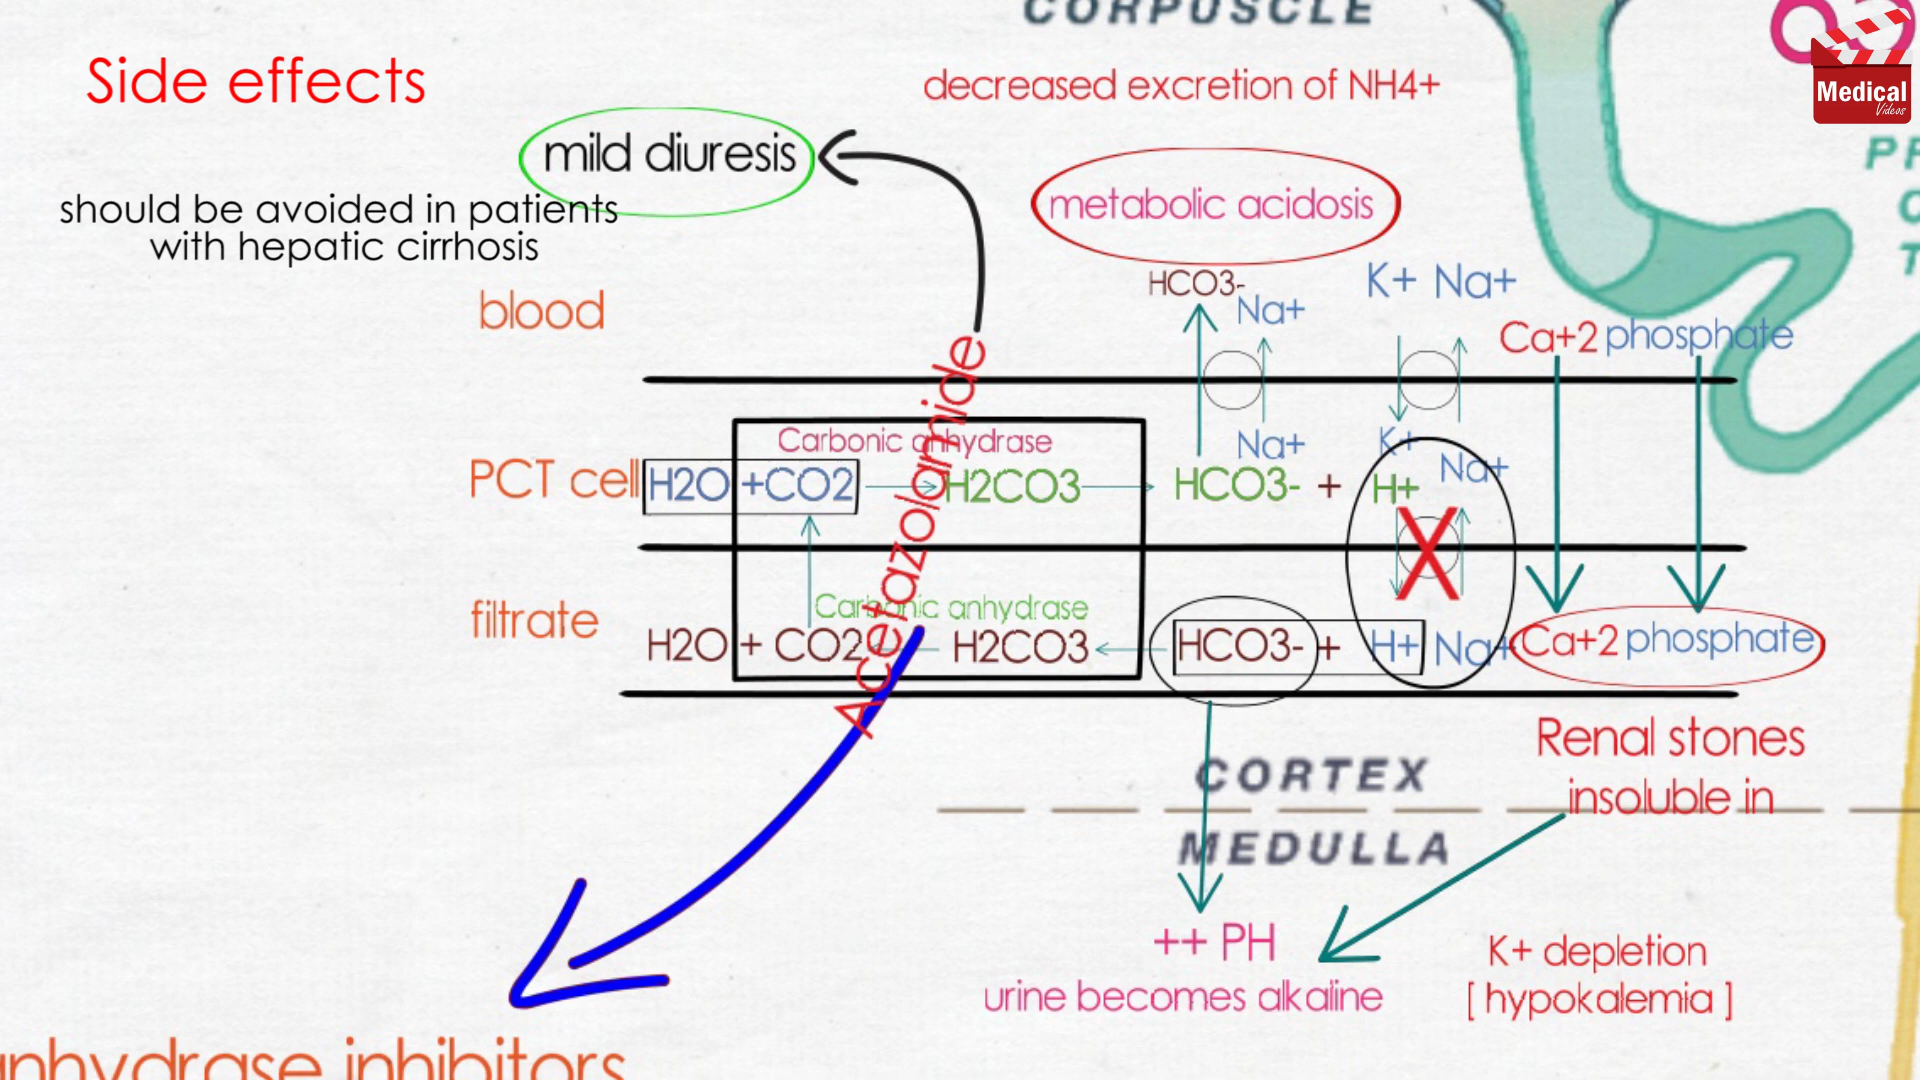 CORPUSCLE
Side effects
decreased excretion of NH4+
Medical
Videos
mild diuresis
should be avoided in patients
with hepatic cirrhosis
metabolic acidosis
blood
HCO3-
Na+
K+ Na+
Ca+2 phosphate
Carbonic anhydrase
Na+
K+
PCT cell
H2O +CO2
H2CO3
HCO3- + H+
Na+
Acetazolamide
filtrate
Carbonic anhydrase
H2O + CO2
H2CO3
HCO3- + H+ Na+
Ca+2 phosphate
Renal stones
insoluble in
CORTEX
MEDULLA
++ PH
urine becomes alkaline
K+ depletion
[ hypokalemia ]
anhydrase inhibitors